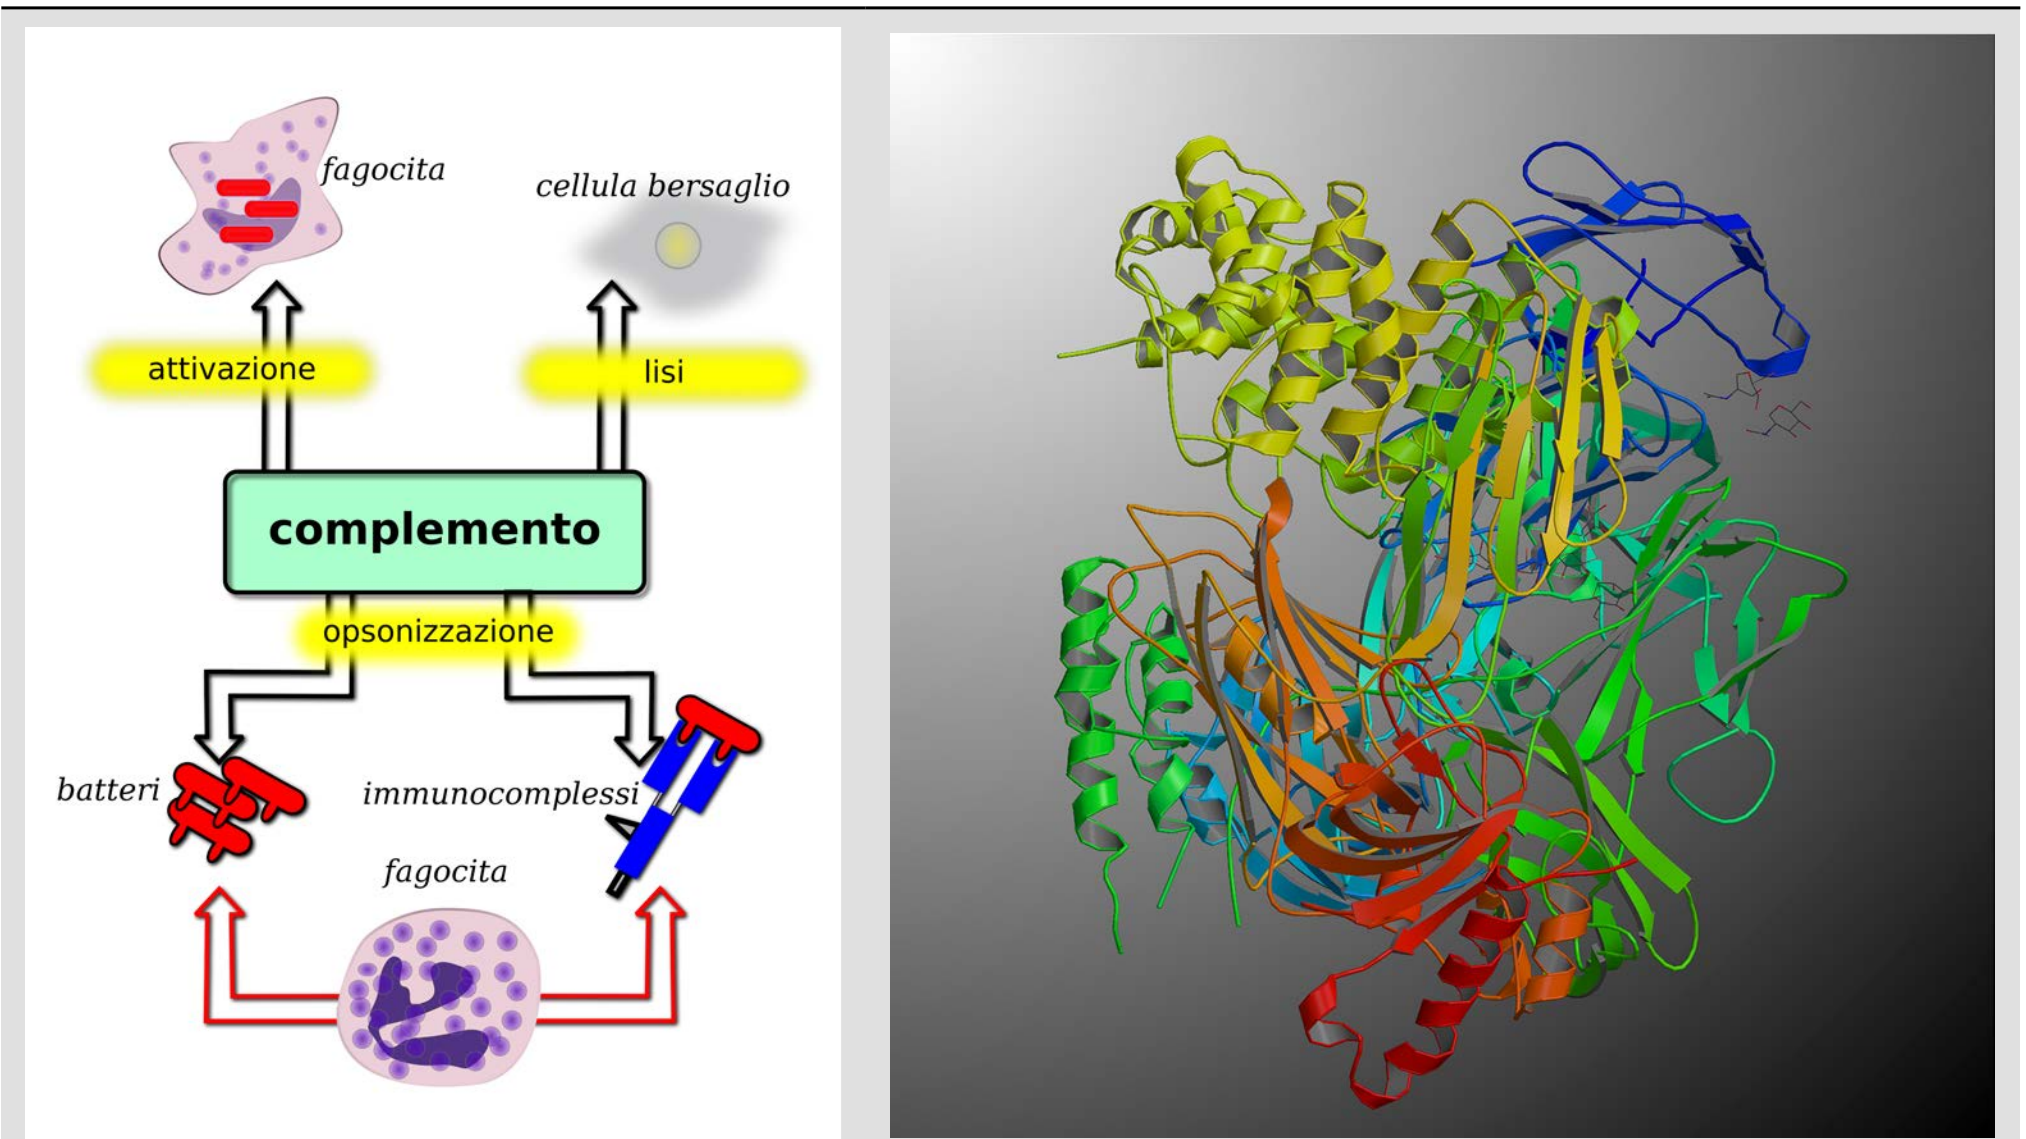 fagocita
cellula bersaglio
attivazione
lisi
complemento
opsonizzazione
batteri
immunocomplessi
fagocita